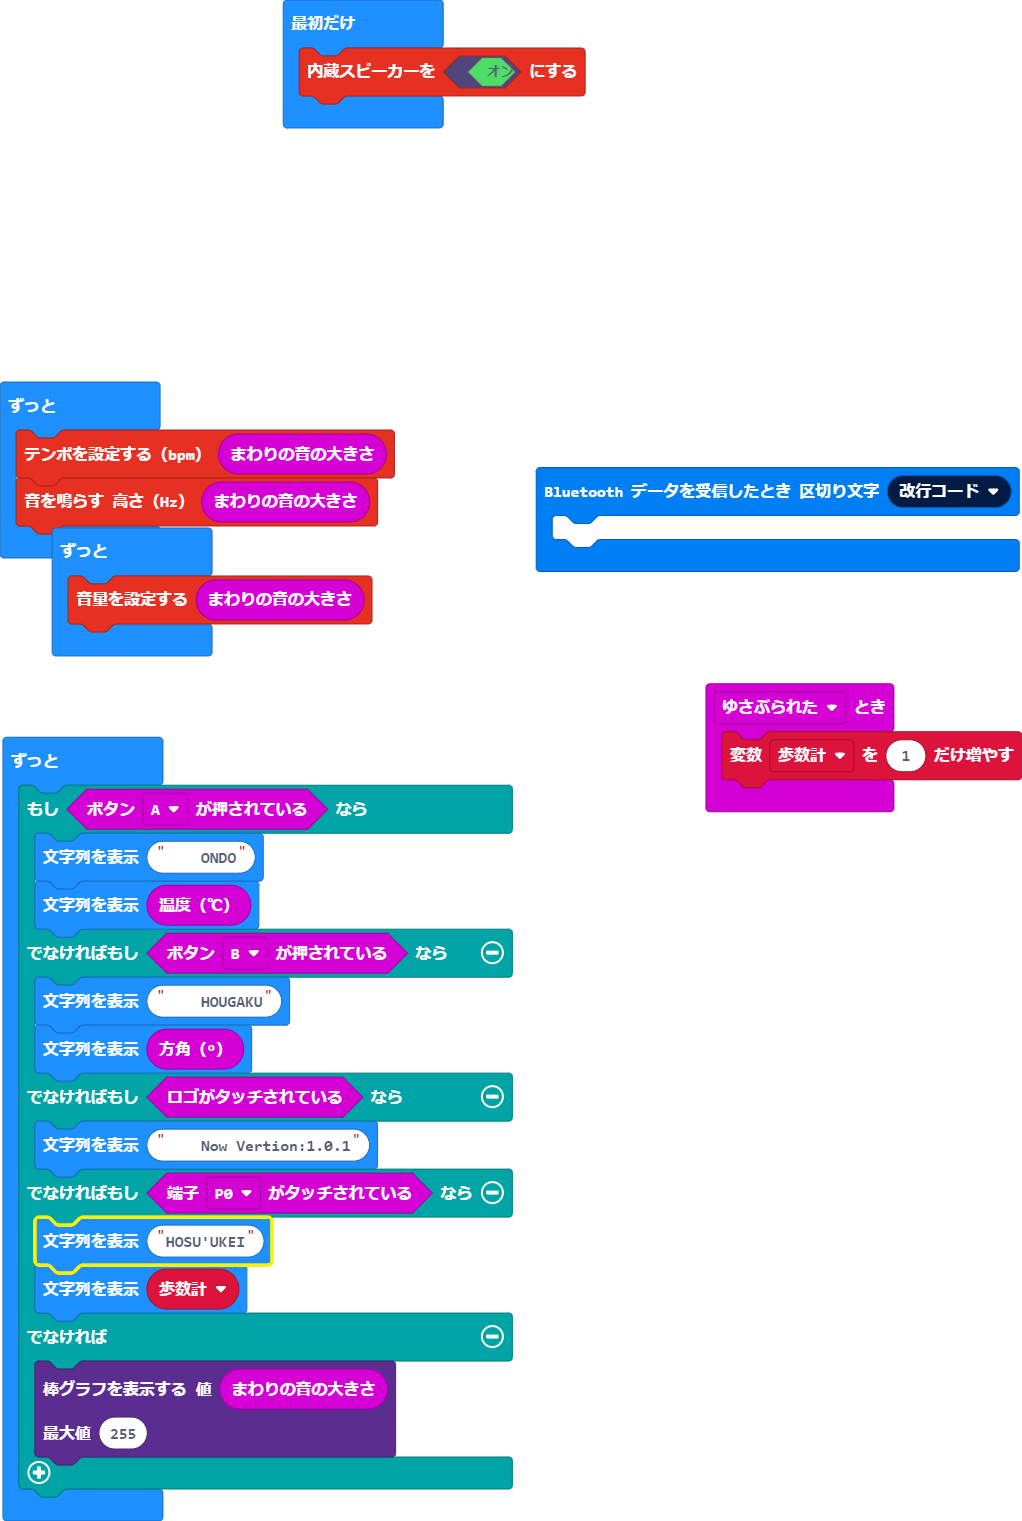 最初だけ
内蔵スピーカーを オン にする
ずっと
テンポを設定する (bpm) まわりの音の大きさ
音を鳴らす 高さ (Hz) まわりの音の大きさ
ずっと
音量を設定する まわりの音の大きさ
Bluetooth データを受信したとき 区切り文字 改行コード
ゆさぶられた とき
変数 歩数計 を 1 だけ増やす
ずっと
もし ボタン A が押されている なら
文字列を表示 " ONDO"
文字列を表示 温度 (℃)
でなければもし ボタン B が押されている なら
文字列を表示 " HOUGAKU"
文字列を表示 方角 (°)
でなければもし ロゴがタッチされている なら
文字列を表示 " Now Vertion:1.0.1"
でなければもし 端子 P0 がタッチされている なら
文字列を表示 "HOSU'UKEI"
文字列を表示 歩数計
でなければ
棒グラフを表示する 値 まわりの音の大きさ
最大値 255